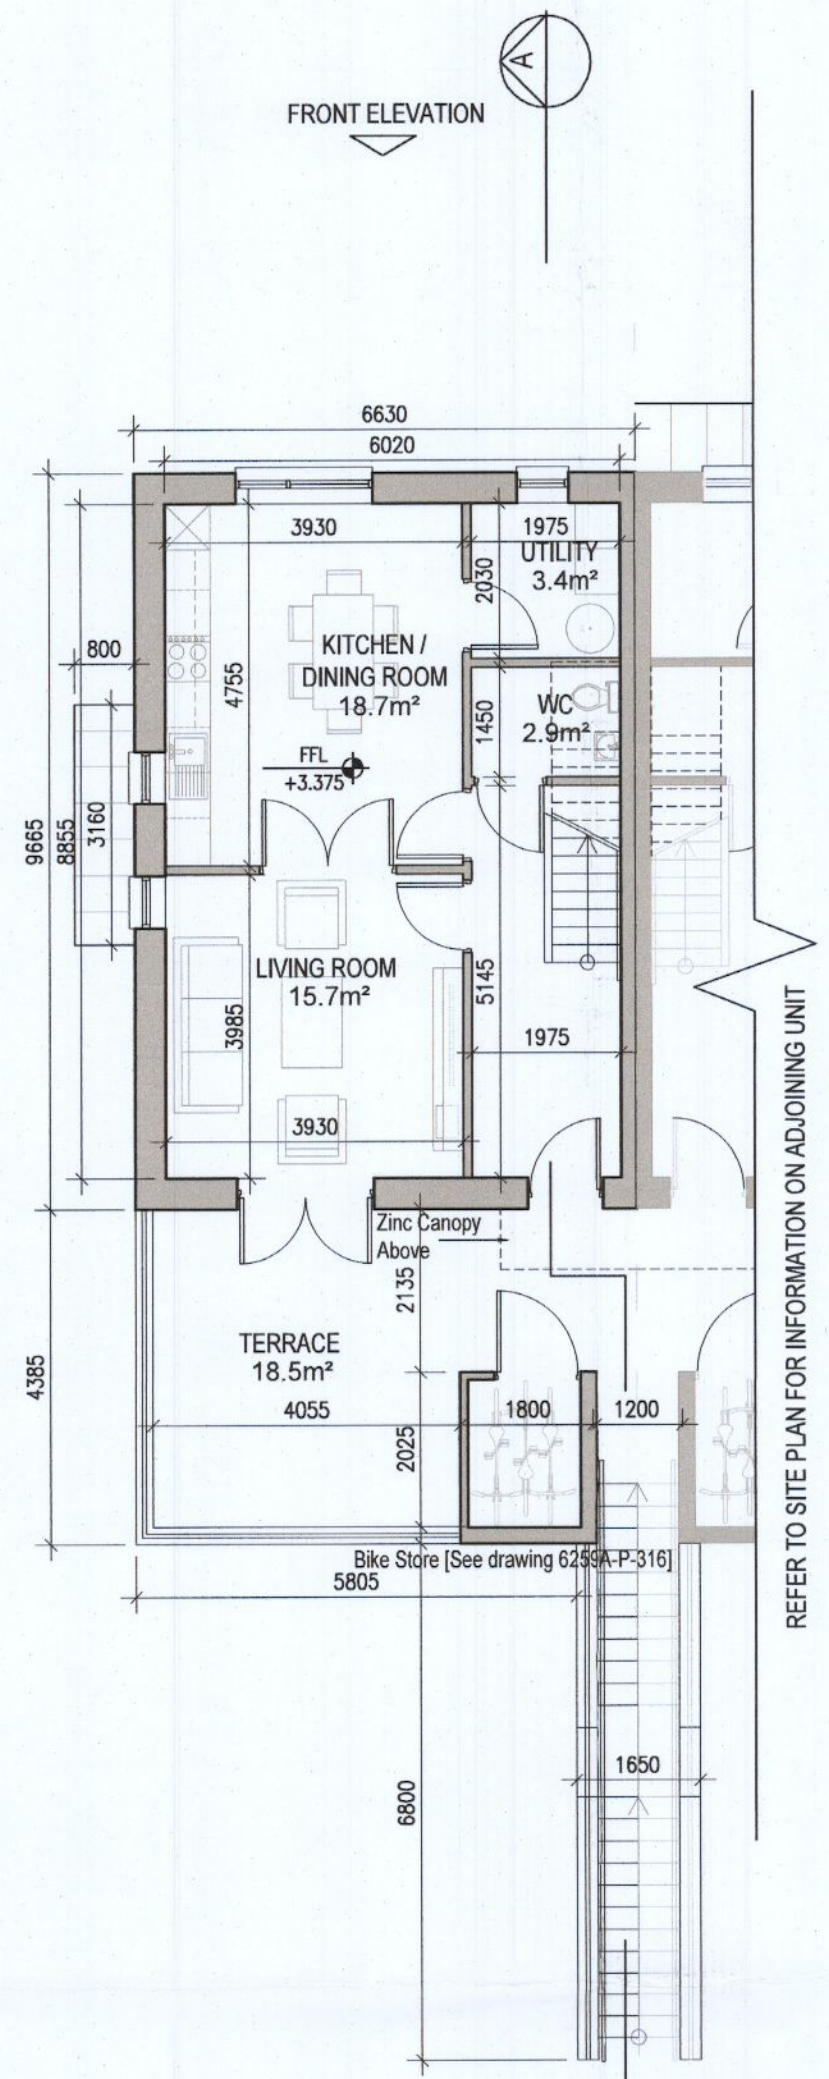 A
FRONT ELEVATION
6630
6020
3930
1975
UTILITY
3.4m²
2030
800
KITCHEN /
DINING ROOM
18.7m²
4755
WC
2.9m²
1450
FFL
+3.375
9665
8855
3160
LIVING ROOM
15.7m²
5145
3985
1975
3930
REFER TO SITE PLAN FOR INFORMATION ON ADJOINING UNIT
Zinc Canopy
Above
2135
TERRACE
18.5m²
4385
4055
1800
1200
2025
Bike Store [See drawing 6259A-P-316]
5805
1650
6800